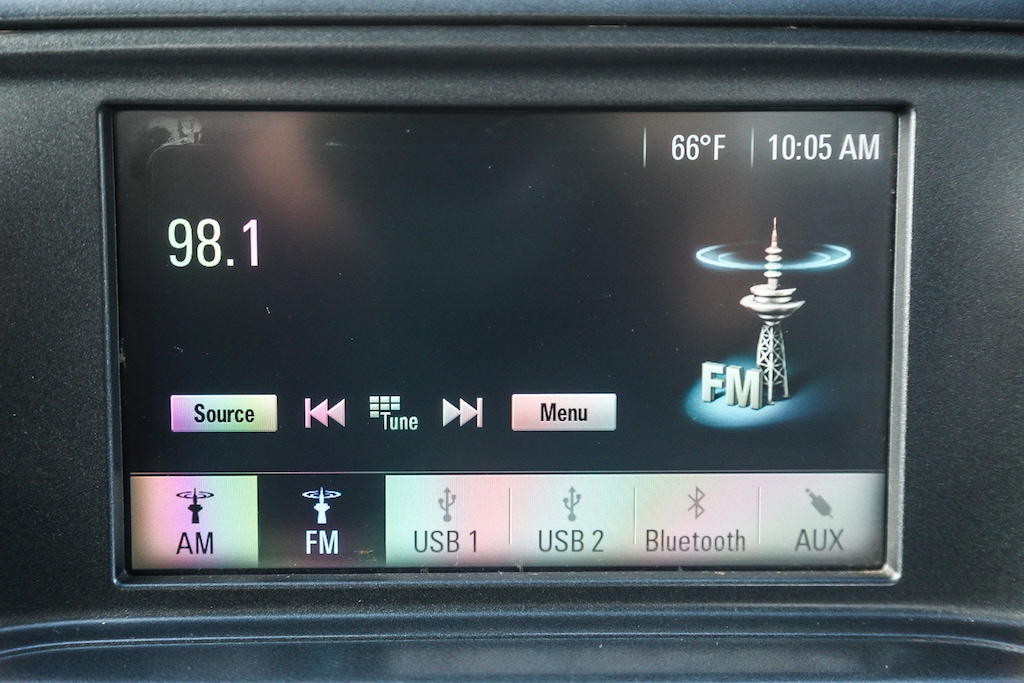 66°F 10:05 AM
98.1
FM
Source Tune Menu
AM FM USB 1 USB 2 Bluetooth AUX